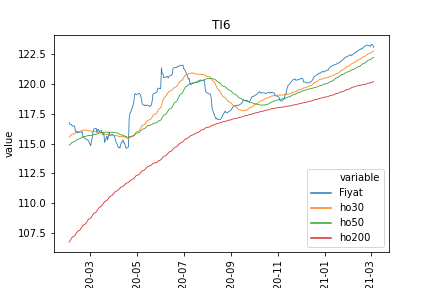 TI6
value
122.5
120.0
117.5
115.0
112.5
110.0
107.5
20-03
20-05
20-07
20-09
20-11
21-01
21-03
variable
Fiyat
ho30
ho50
ho200